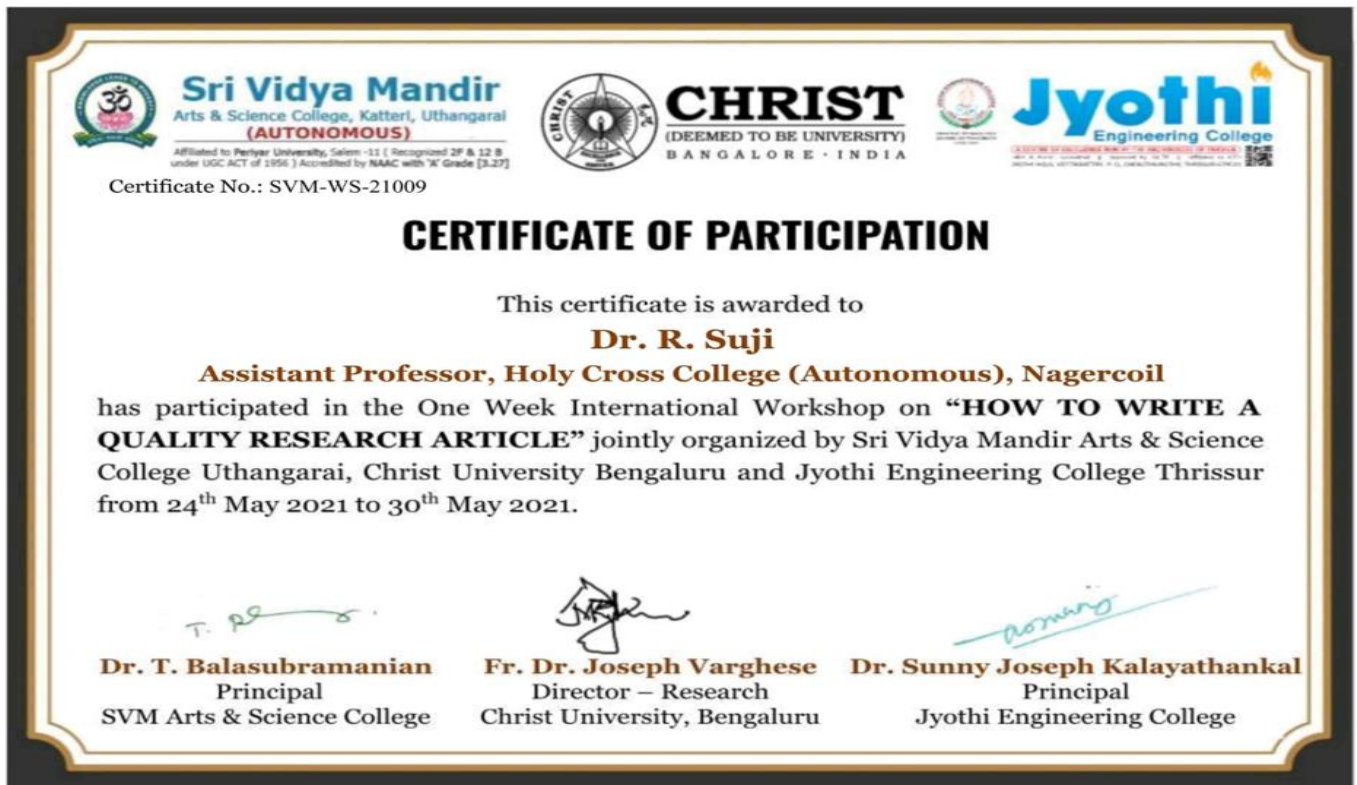 Sri Vidya Mandir
Arts & Science College, Katteri, Uthangarai
(AUTONOMOUS)
Affiliated to Periyar University, Salem -11 ( Recognized 2F & 12 B
under UGC ACT of 1956 ) Accredited by NAAC with 'A' Grade [3.27]
CHRIST
CHRIST
(DEEMED TO BE UNIVERSITY)
BANGALORE · INDIA
Jyothi
Engineering College
Certificate No.: SVM-WS-21009
CERTIFICATE OF PARTICIPATION
This certificate is awarded to
Dr. R. Suji
Assistant Professor, Holy Cross College (Autonomous), Nagercoil
has participated in the One Week International Workshop on “HOW TO WRITE A
QUALITY RESEARCH ARTICLE” jointly organized by Sri Vidya Mandir Arts & Science
College Uthangarai, Christ University Bengaluru and Jyothi Engineering College Thrissur
from 24th May 2021 to 30th May 2021.
Dr. T. Balasubramanian
Principal
SVM Arts & Science College
Fr. Dr. Joseph Varghese
Director – Research
Christ University, Bengaluru
Dr. Sunny Joseph Kalayathankal
Principal
Jyothi Engineering College